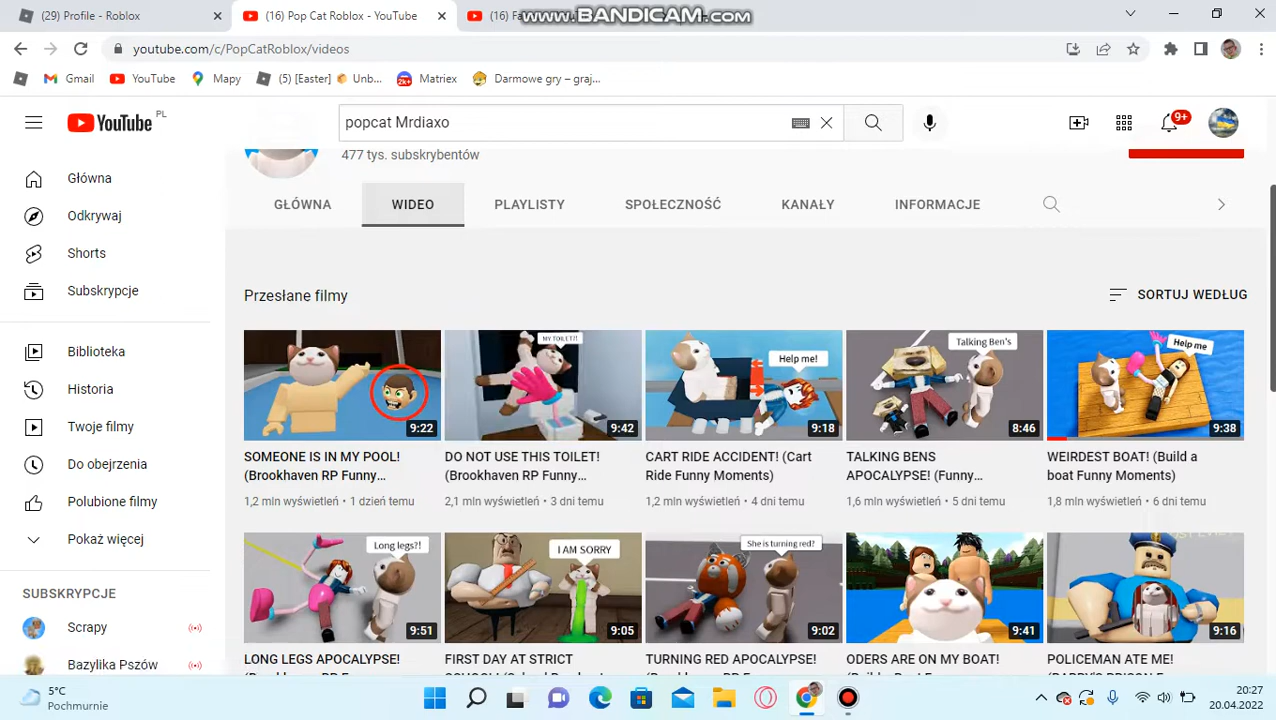 (29) Profile - Roblox
(16) Pop Cat Roblox - YouTube
(16)
www.BANDICAM.com
youtube.com/c/PopCatRoblox/videos
Gmail
YouTube
Mapy
(5) [Easter]
Unb...
Matriex
Darmowe gry – graj...
YouTube PL
popcat Mrdiaxo
9+
477 tys. subskrybentów
Główna
Odkrywaj
Shorts
Subskrypcje
Biblioteka
Historia
Twoje filmy
Do obejrzenia
Polubione filmy
Pokaż więcej
SUBSKRYPCJE
Scrapy
Bazylika Pszów
GŁÓWNA
WIDEO
PLAYLISTY
SPOŁECZNOŚĆ
KANAŁY
INFORMACJE
Przesłane filmy
SORTUJ WEDŁUG
9:22
SOMEONE IS IN MY POOL!
(Brookhaven RP Funny...
1,2 mln wyświetleń • 1 dzień temu
MY TOILET!!
9:42
DO NOT USE THIS TOILET!
(Brookhaven RP Funny...
2,1 mln wyświetleń • 3 dni temu
Help me!
9:18
CART RIDE ACCIDENT! (Cart
Ride Funny Moments)
1,2 mln wyświetleń • 4 dni temu
Talking Ben's
8:46
TALKING BENS
APOCALYPSE! (Funny...
1,6 mln wyświetleń • 5 dni temu
Help me
9:38
WEIRDEST BOAT! (Build a
boat Funny Moments)
1,8 mln wyświetleń • 6 dni temu
Long legs?!
9:51
LONG LEGS APOCALYPSE!
I AM SORRY
9:05
FIRST DAY AT STRICT
She is turning red?
9:02
TURNING RED APOCALYPSE!
9:41
ODERS ARE ON MY BOAT!
9:16
POLICEMAN ATE ME!
5°C
Pochmurnie
20:27
20.04.2022